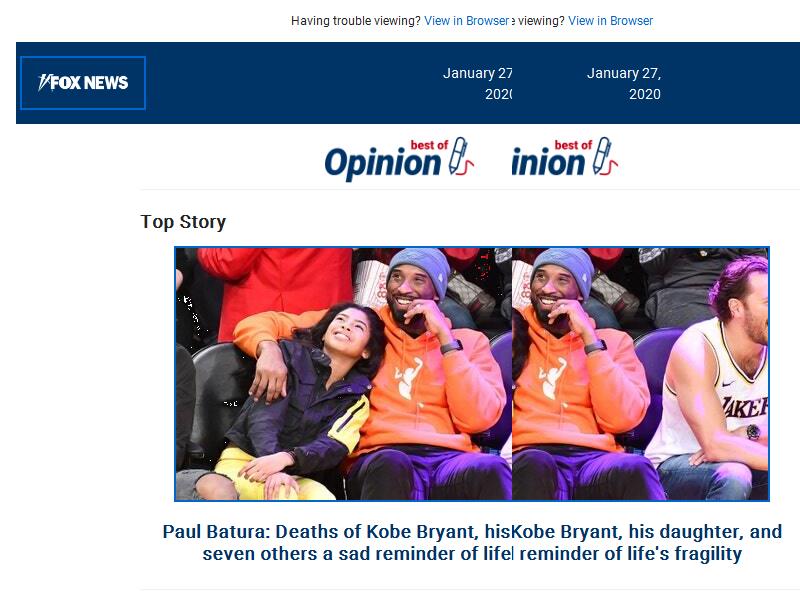 Having trouble viewing? View in Browser e viewing? View in Browser
FOX NEWS
January 27 January 27,
2020 2020
best of best of
Opinion inion
Top Story
LAKER
Paul Batura: Deaths of Kobe Bryant, hisKobe Bryant, his daughter, and
seven others a sad reminder of life reminder of life's fragility